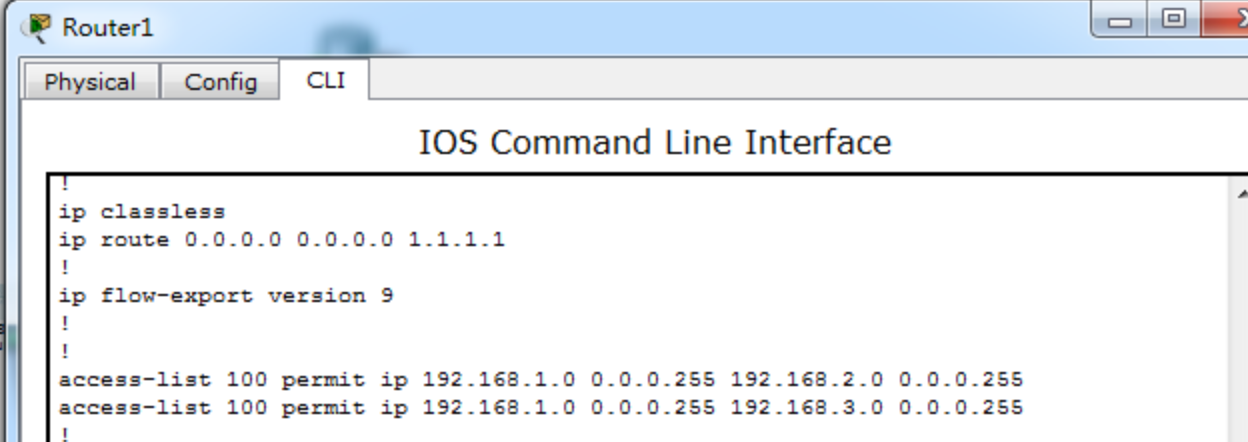 Router1
Physical Config CLI
IOS Command Line Interface
!
ip classless
ip route 0.0.0.0 0.0.0.0 1.1.1.1
!
ip flow-export version 9
!
!
access-list 100 permit ip 192.168.1.0 0.0.0.255 192.168.2.0 0.0.0.255
access-list 100 permit ip 192.168.1.0 0.0.0.255 192.168.3.0 0.0.0.255
!